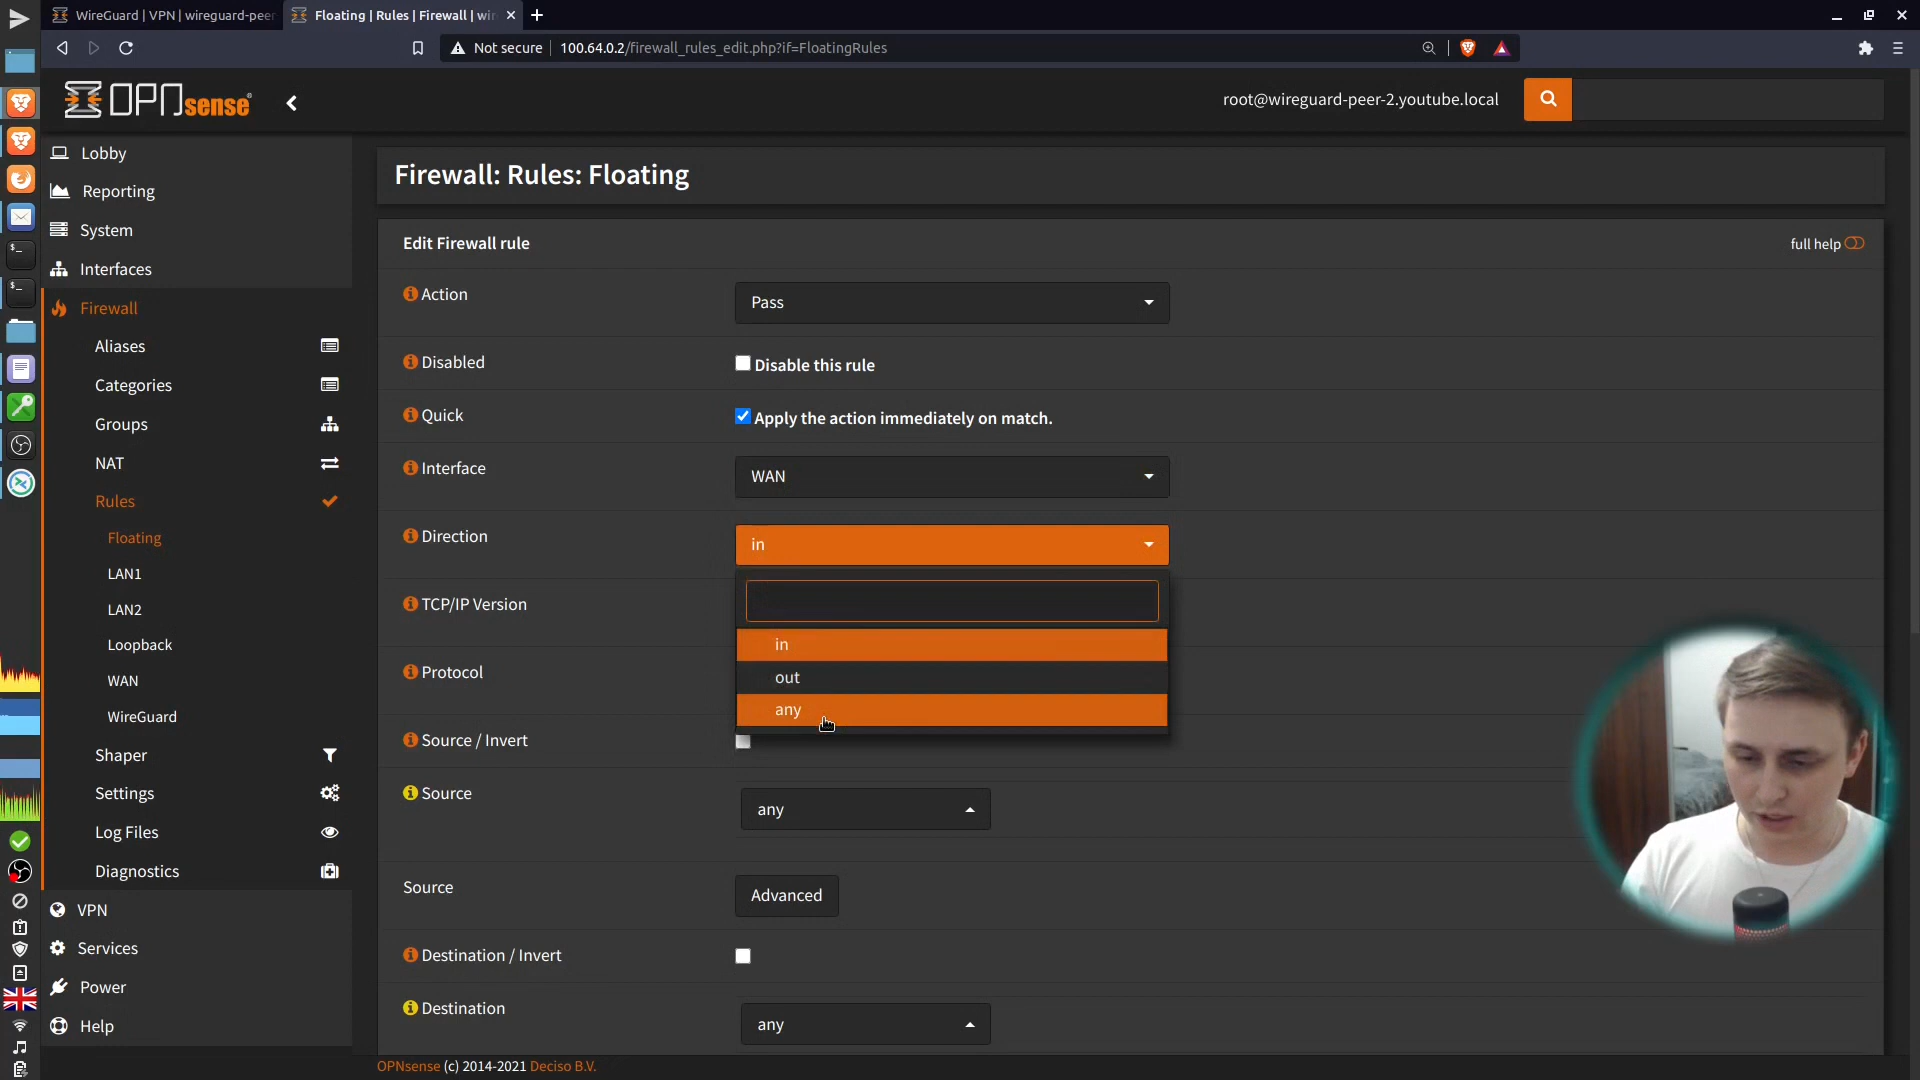 WireGuard | VPN | wireguard-peer
Floating | Rules | Firewall | wi
Not secure
100.64.0.2/firewall_rules_edit.php?if=FloatingRules
OPNsense
root@wireguard-peer-2.youtube.local
Lobby
Reporting
System
Interfaces
Firewall
Aliases
Categories
Groups
NAT
Rules
Floating
LAN1
LAN2
Loopback
WAN
WireGuard
Shaper
Settings
Log Files
Diagnostics
VPN
Services
Power
Help
Firewall: Rules: Floating
Edit Firewall rule
full help
Action
Pass
Disabled
Disable this rule
Quick
Apply the action immediately on match.
Interface
WAN
Direction
in
in
out
any
TCP/IP Version
Protocol
Source / Invert
Source
any
Source
Advanced
Destination / Invert
Destination
any
OPNsense (c) 2014-2021 Deciso B.V.